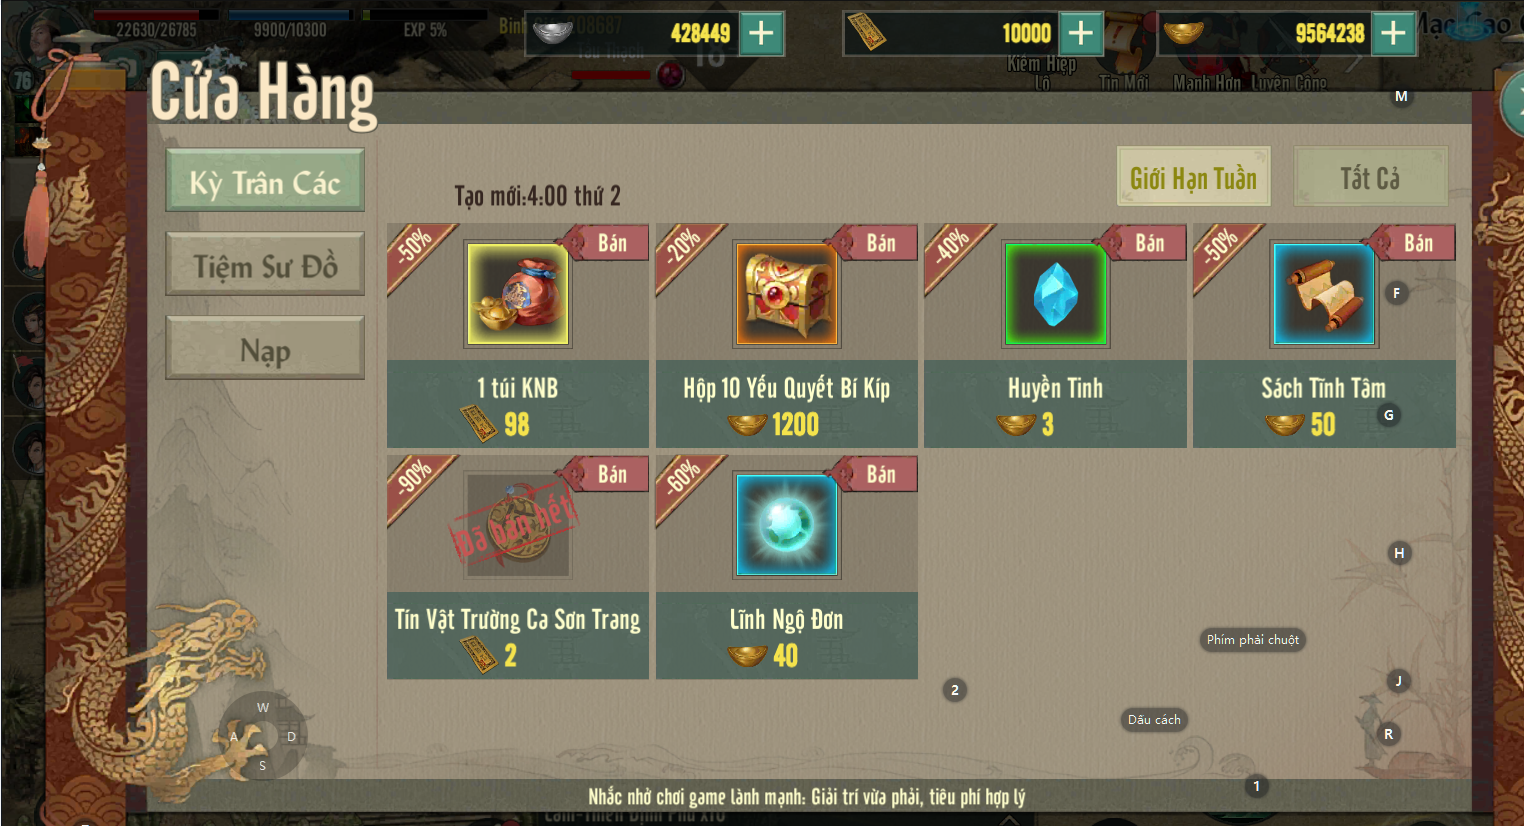 22630/26785
9900/10300
EXP 5%
428449
10000
9564238
76
Kiếm Hiệp
Lộ
Tin Mới
Mạnh Hơn
Luyện Công
Cửa Hàng
M
Kỳ Trân Các
Tiệm Sư Đồ
Nạp
Tạo mới:4:00 thứ 2
Giới Hạn Tuần
Tất Cả
-50%
Bán
-20%
Bán
-40%
Bán
-50%
Bán
F
1 túi KNB
98
Hộp 10 Yếu Quyết Bí Kíp
1200
Huyền Tinh
3
Sách Tĩnh Tâm
50
G
-90%
Bán
Đã bán hết
-60%
Bán
H
Tín Vật Trường Ca Sơn Trang
2
Lĩnh Ngộ Đơn
40
Phím phải chuột
J
2
Dấu cách
R
W
A
D
S
1
Nhắc nhở chơi game lành mạnh: Giải trí vừa phải, tiêu phí hợp lý